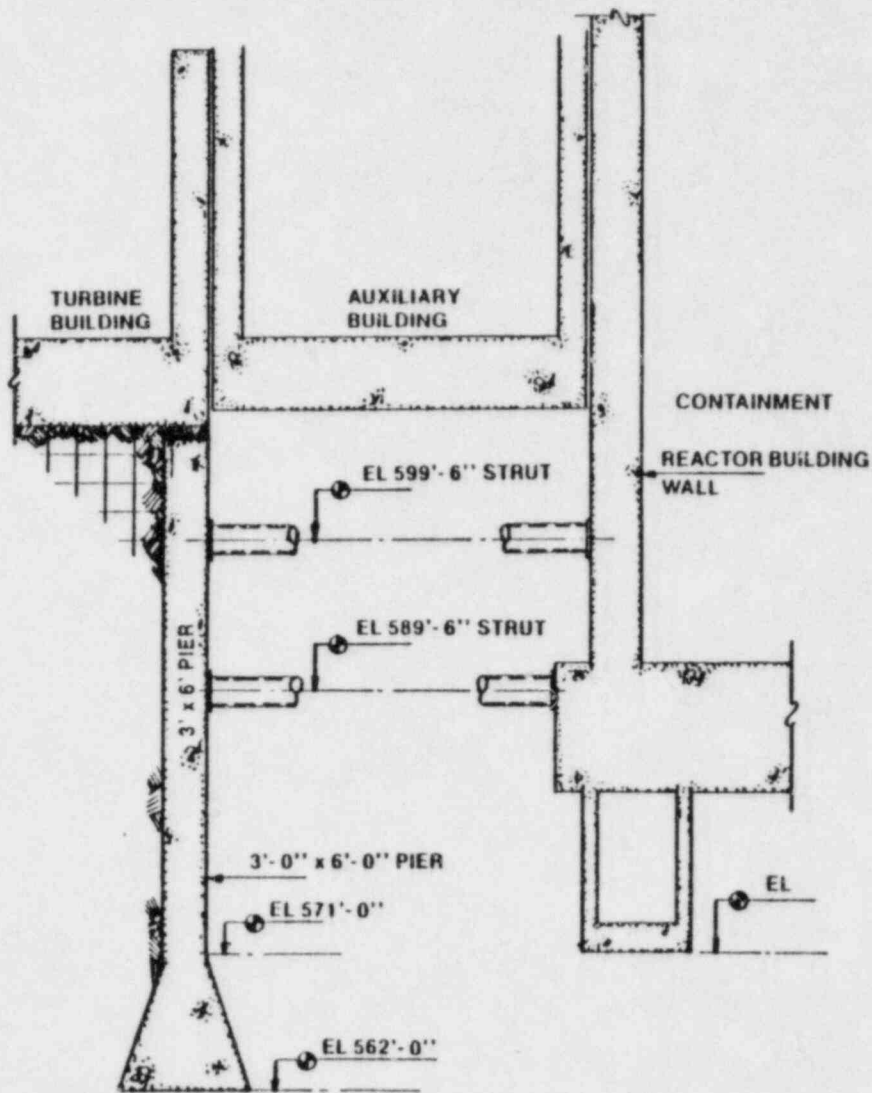 TURBINE
BUILDING
AUXILIARY
BUILDING
CONTAINMENT
REACTOR BUILDING
WALL
EL 599'-6'' STRUT
EL 589'-6'' STRUT
3' x 6' PIER
3'-0'' x 6'-0'' PIER
EL 571'-0''
EL
EL 562'-0''